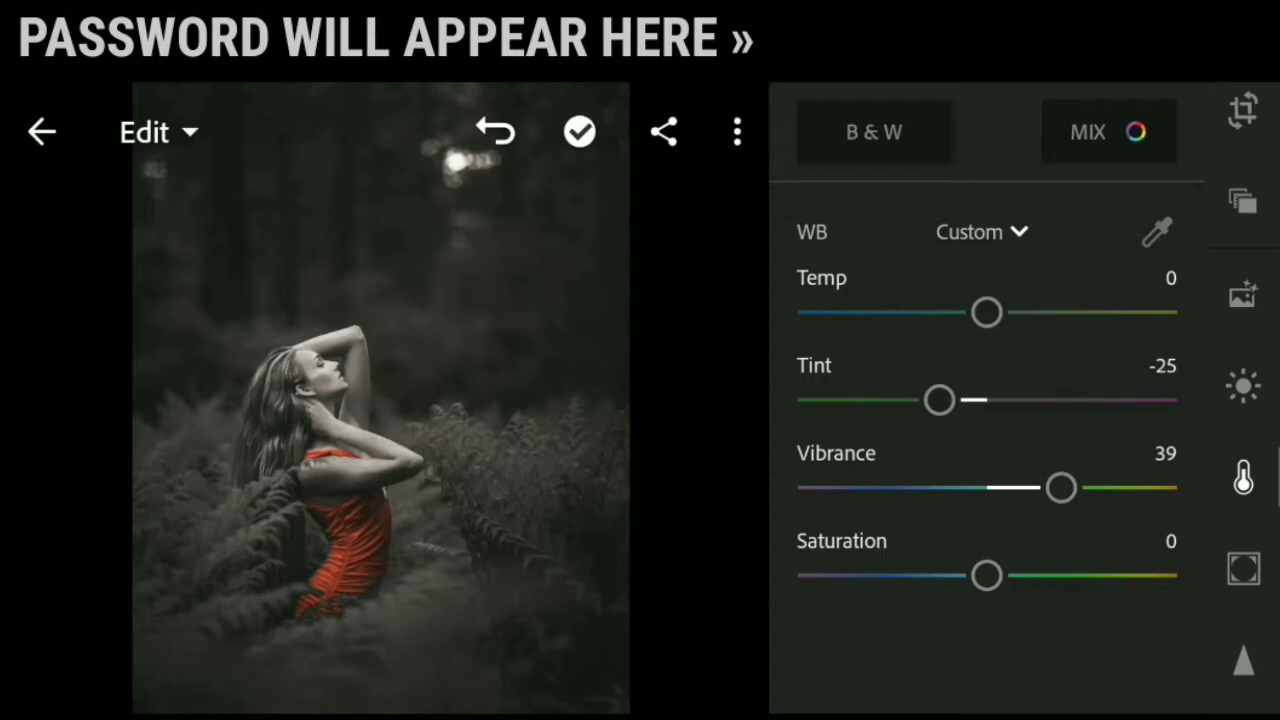 PASSWORD WILL APPEAR HERE »
Edit
B & W
MIX
WB Custom
Temp 0
Tint -25
Vibrance 39
Saturation 0